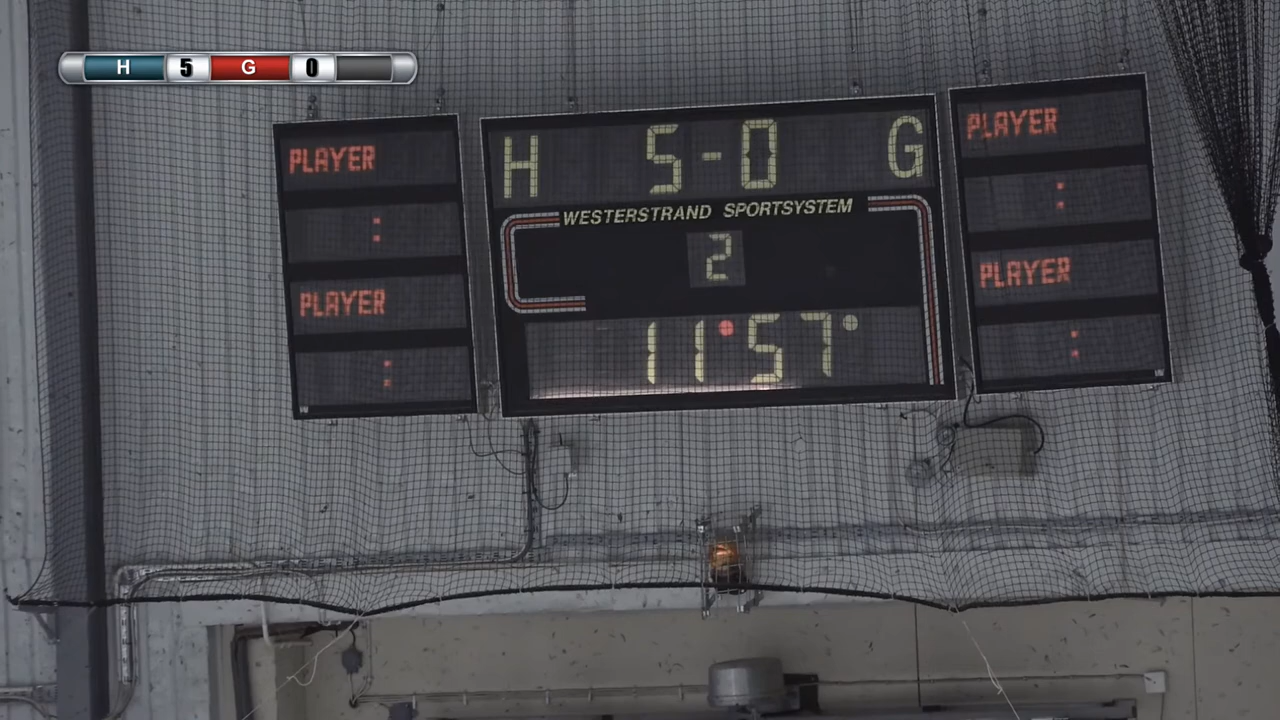 H 5 G 0
PLAYER
:
PLAYER
:
H 5-0 G
WESTERSTRAND SPORTSYSTEM
2
11:57
PLAYER
:
PLAYER
: